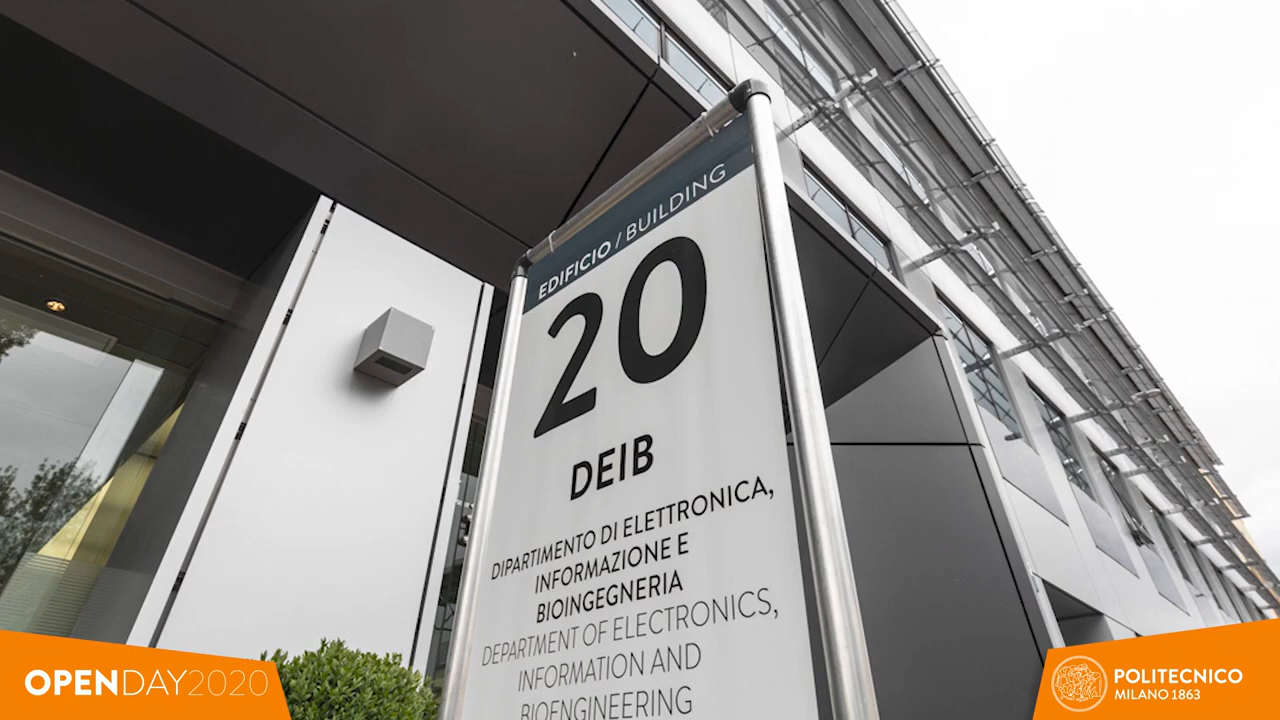 EDIFICIO / BUILDING
20
DEIB
DIPARTIMENTO DI ELETTRONICA,
INFORMAZIONE E
BIOINGEGNERIA
DEPARTMENT OF ELECTRONICS,
INFORMATION AND
BIOENGINEERING
OPENDAY2020
POLITECNICO
MILANO 1863